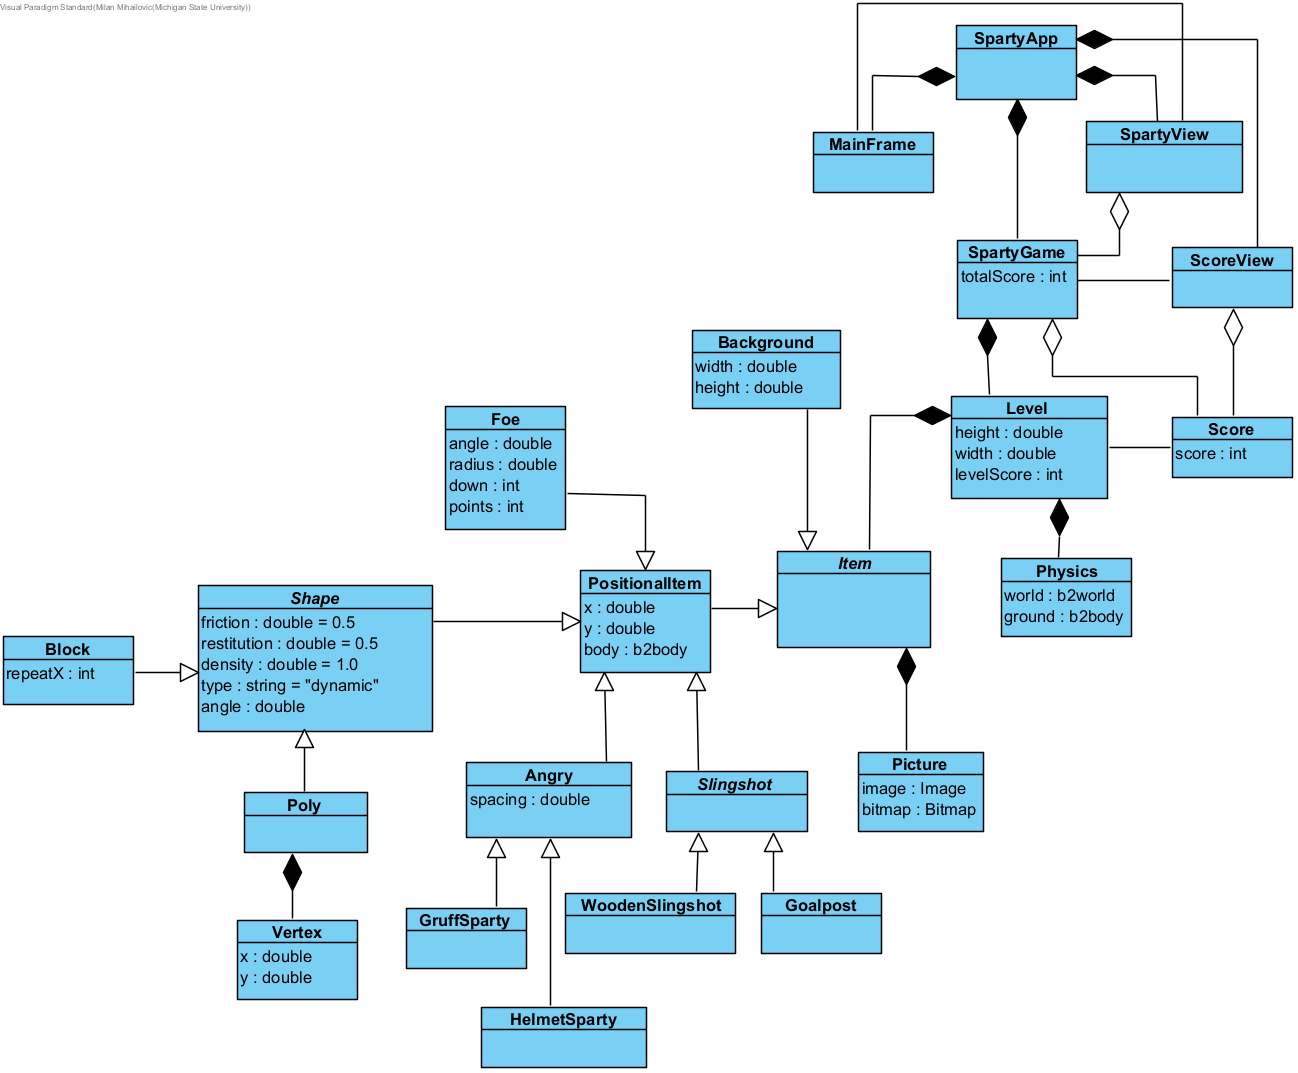 Visual Paradigm Standard(Milan Mihailovic(Michigan State University))
SpartyApp
MainFrame
SpartyView
SpartyGame
totalScore : int
ScoreView
Background
width : double
height : double
Level
height : double
width : double
levelScore : int
Score
score : int
Foe
angle : double
radius : double
down : int
points : int
Item
Physics
world : b2world
ground : b2body
PositionalItem
x : double
y : double
body : b2body
Shape
friction : double = 0.5
restitution : double = 0.5
density : double = 1.0
type : string = "dynamic"
angle : double
Block
repeatX : int
Picture
image : Image
bitmap : Bitmap
Angry
spacing : double
Slingshot
Poly
WoodenSlingshot
Goalpost
GruffSparty
Vertex
x : double
y : double
HelmetSparty